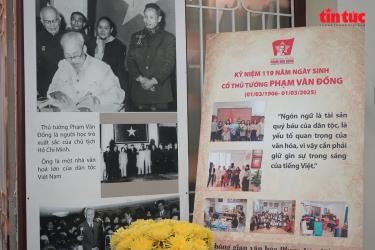 tin tức
KỶ NIỆM 119 NĂM NGÀY SINH
CỐ THỦ TƯỚNG PHẠM VĂN ĐỒNG
(01/03/1906- 01/03/2025)
"Ngôn ngữ là tài sản
quý báu của dân tộc, là
yếu tố quan trọng của
văn hóa, vì vậy cần phải
giữ gìn sự trong sáng
của tiếng Việt."
Thủ tướng Phạm Văn
Đồng là người học trò
xuất sắc của chủ tịch
Hồ Chí Minh.
Ông là một nhà văn
hoá lớn của dân tộc
Việt Nam